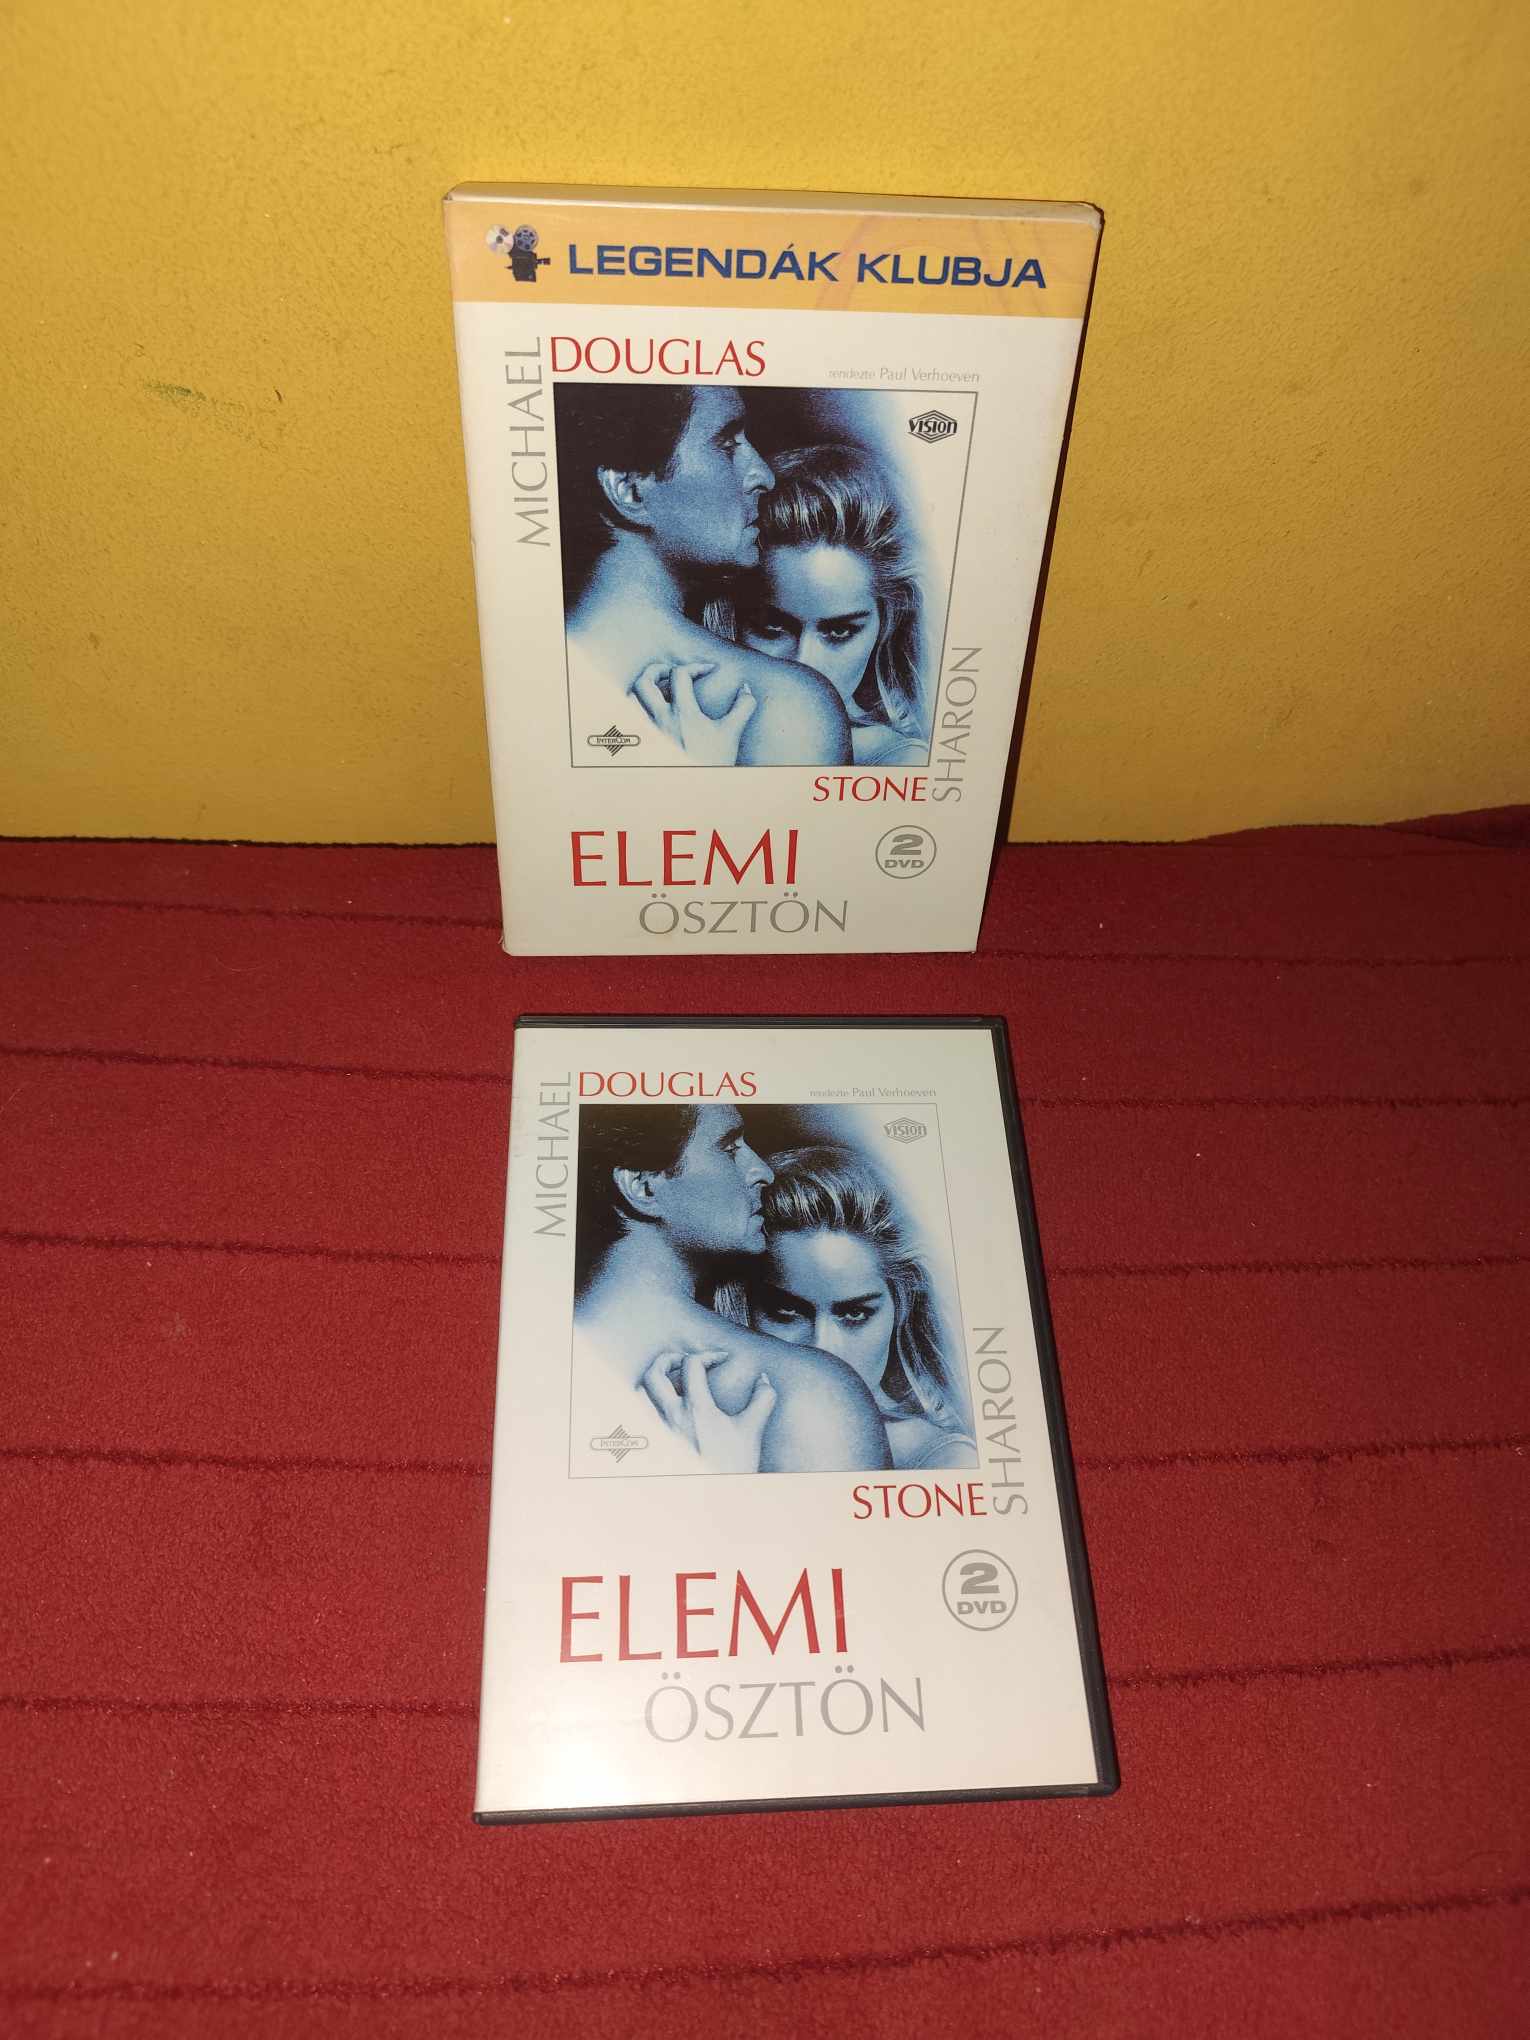 LEGENDÁK KLUBJA
MICHAEL
DOUGLAS
rendezte Paul Verhoeven
VISION
INTERCOM
SHARON
STONE
ELEMI
ÖSZTÖN
2
DVD
MICHAEL
DOUGLAS
rendezte Paul Verhoeven
VISION
INTERCOM
SHARON
STONE
ELEMI
ÖSZTÖN
2
DVD